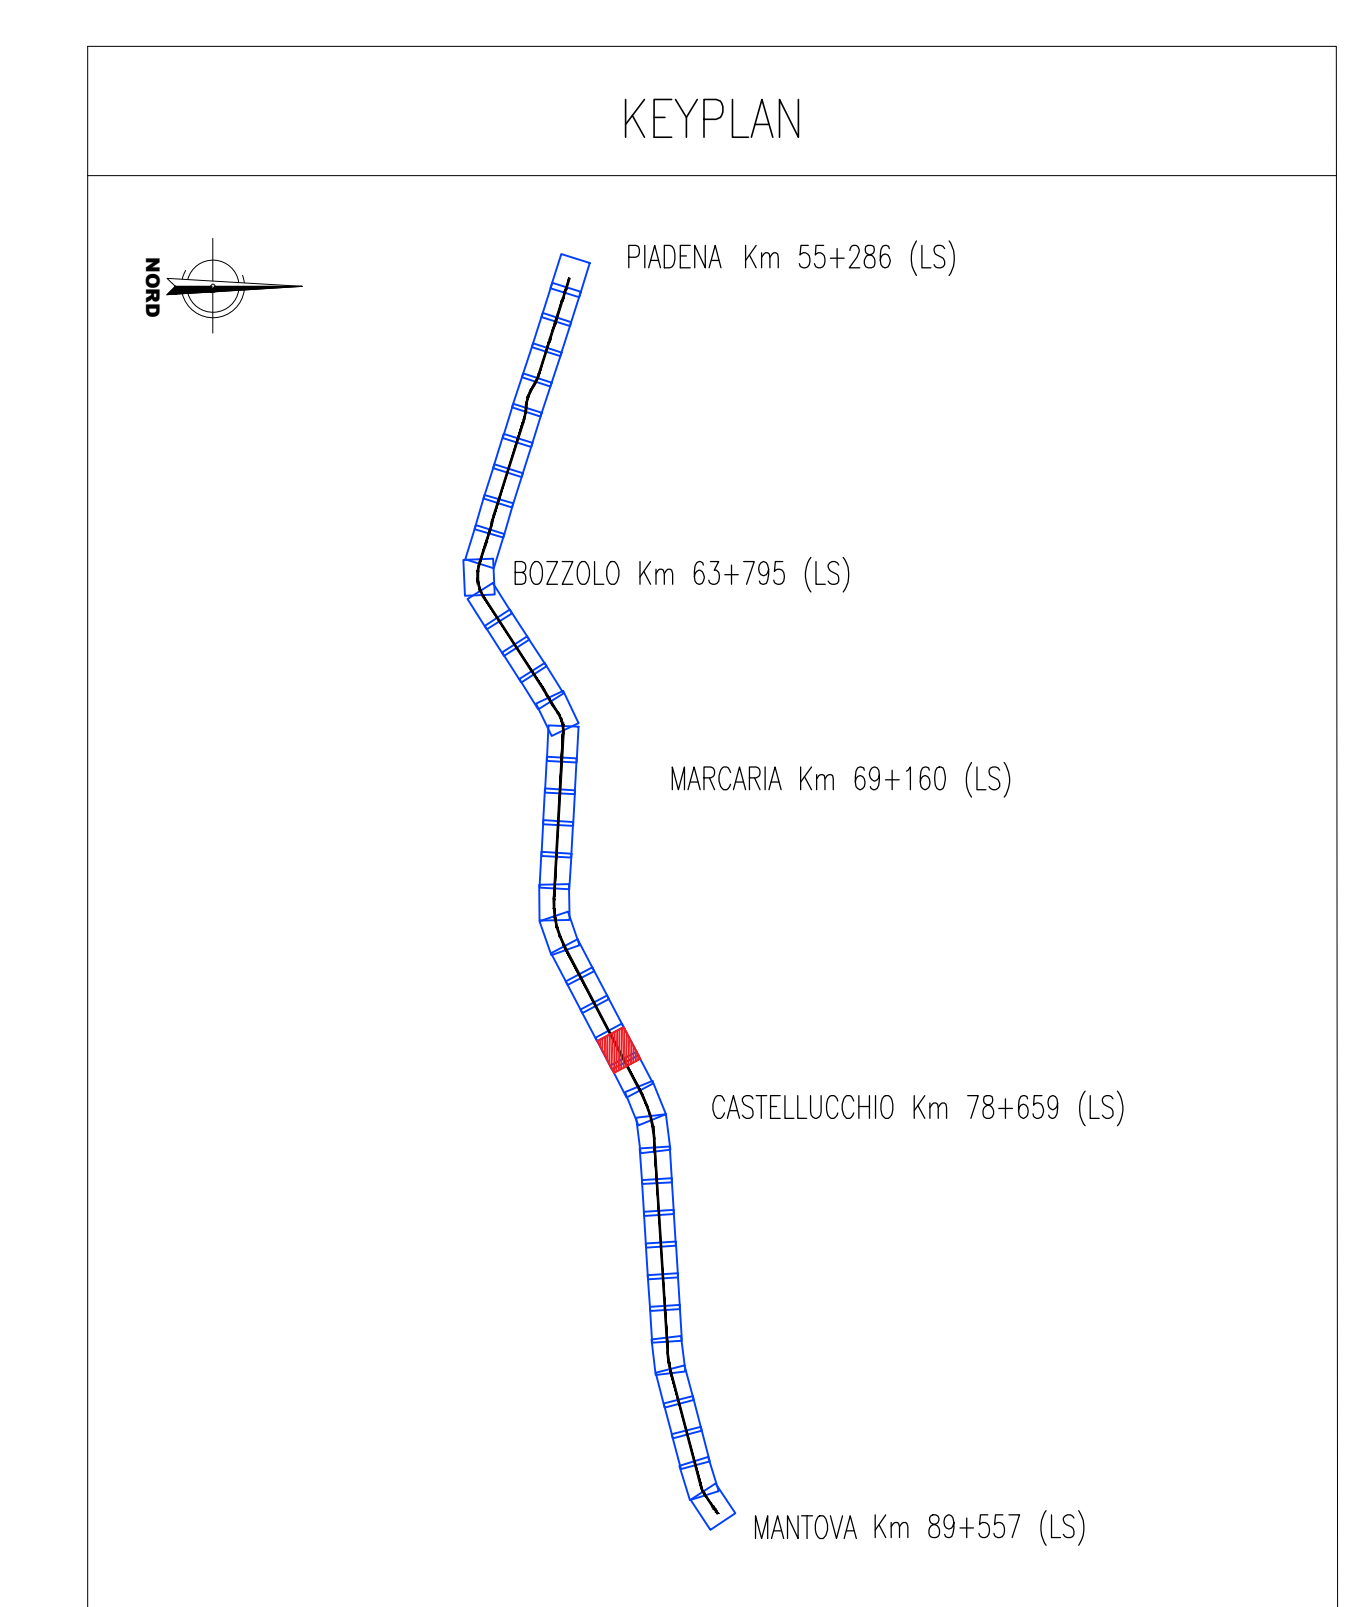 KEYPLAN
NORD
PIADENA Km 55+286 (LS)
BOZZOLO Km 63+795 (LS)
MARCARIA Km 69+160 (LS)
CASTELLUCCHIO Km 78+659 (LS)
MANTOVA Km 89+557 (LS)